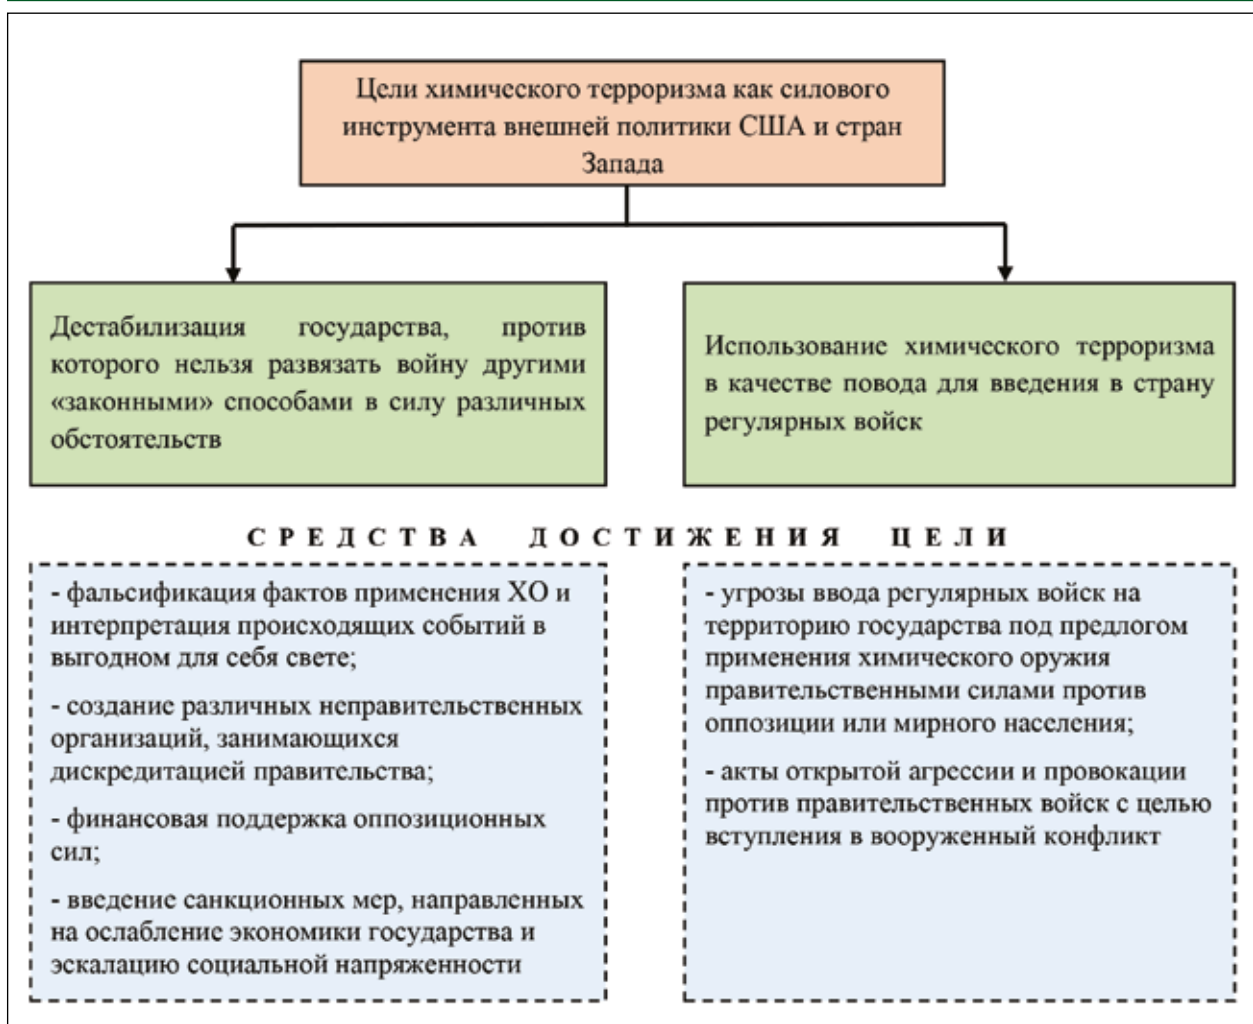 Цели химического терроризма как силового
инструмента внешней политики США и стран
Запада
Дестабилизация государства, против
которого нельзя развязать войну другими
«законными» способами в силу различных
обстоятельств
Использование химического терроризма
в качестве повода для введения в страну
регулярных войск
СРЕДСТВА ДОСТИЖЕНИЯ ЦЕЛИ
- фальсификация фактов применения ХО и
интерпретация происходящих событий в
выгодном для себя свете;
- создание различных неправительственных
организаций, занимающихся
дискредитацией правительства;
- финансовая поддержка оппозиционных
сил;
- введение санкционных мер, направленных
на ослабление экономики государства и
эскалацию социальной напряженности
- угрозы ввода регулярных войск на
территорию государства под предлогом
применения химического оружия
правительственными силами против
оппозиции или мирного населения;
- акты открытой агрессии и провокации
против правительственных войск с целью
вступления в вооруженный конфликт